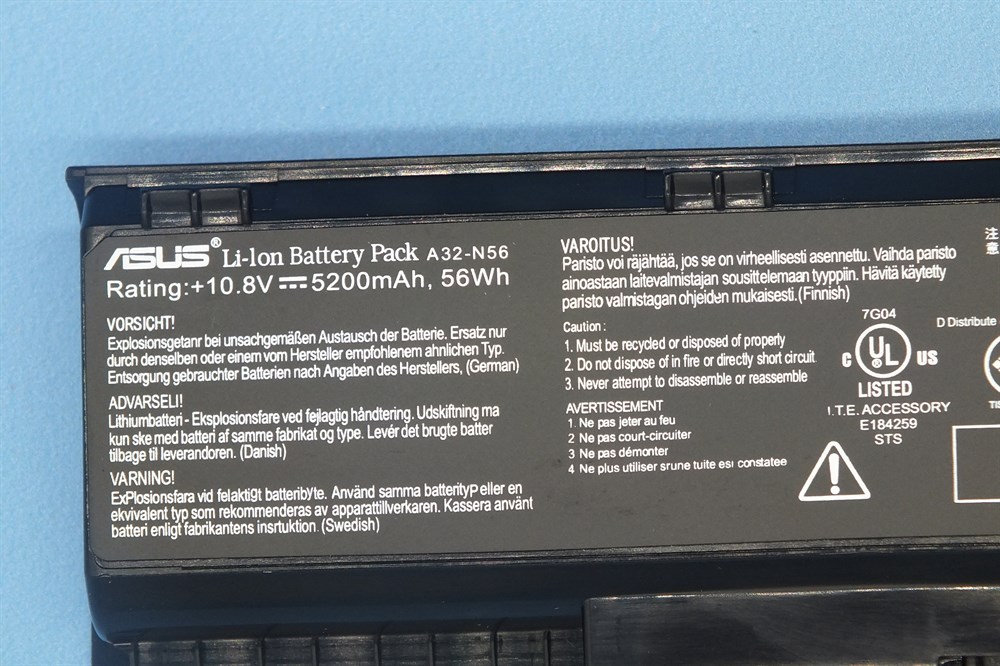 ASUS® Li-Ion Battery Pack A32-N56
Rating:+10.8V 5200mAh, 56Wh
VORSICHT!
Explosionsgetanr bei unsachgemäßen Austausch der Batterie. Ersatz nur
durch denselben oder einem vom Hersteller empfohlenem ahnlichen Typ.
Entsorgung gebrauchter Batterien nach Angaben des Herstellers, (German)
ADVARSELI!
Lithiumbatteri - Eksplosionsfare ved fejlagtig håndtering. Udskiftning ma
kun ske med batteri af samme fabrikat og type. Levér det brugte batter
tilbage til leverandoren. (Danish)
VARNING!
ExPlosionsfara vid felaktigt batteribyte. Använd samma batterityp eller en
ekvivalent typ som rekommenderas av apparattillverkaren. Kassera använt
batteri enligt fabrikantens insrtuktion. (Swedish)
VAROITUS!
Paristo voi räjähtää, jos se on virheellisesti asennettu. Vaihda paristo
ainoastaan laitevalmistajan sousittelemaan tyyppiin. Hävitä käytetty
paristo valmistagan ohjeiden mukaisesti.(Finnish)
Caution :
1. Must be recycled or disposed of properly
2. Do not dispose of in fire or directly short circuit
3. Never attempt to disassemble or reassemble
AVERTISSEMENT
1. Ne pas jeter au feu
2 Ne pas court-circuiter
3 Ne pas démonter
4 Ne plus utiliser srune tuite esi constatee
7G04
c UL US
LISTED
I.T.E. ACCESSORY
E184259
STS
注
意
D Distribute